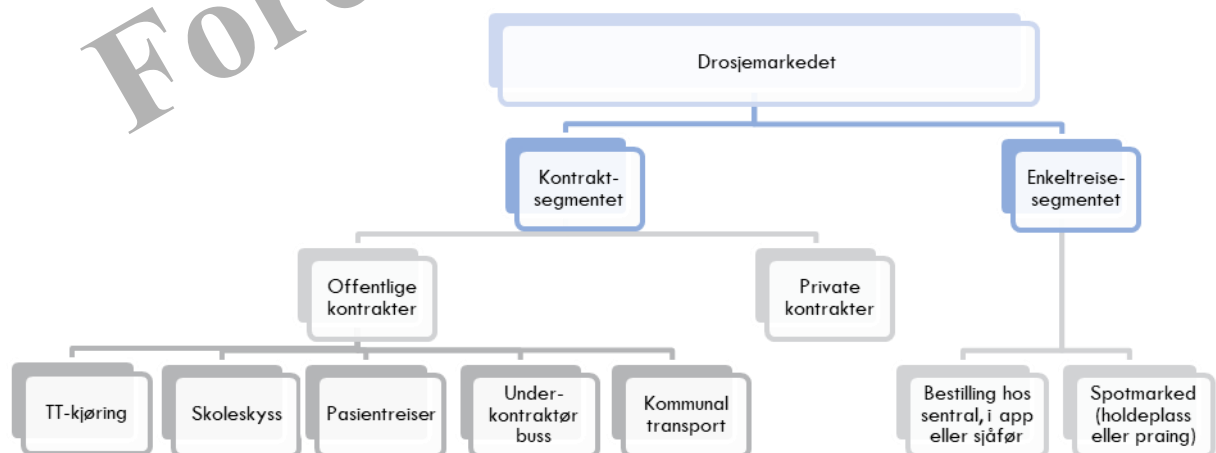 Drosjemarkedet
Kontrakt-
segmentet
Enkeltreise-
segmentet
Offentlige
kontrakter
Private
kontrakter
TT-kjøring
Skoleskyss
Pasientreiser
Under-
kontraktør
buss
Kommunal
transport
Bestilling hos
sentral, i app
eller sjåfør
Spotmarked
(holdeplass
eller praing)